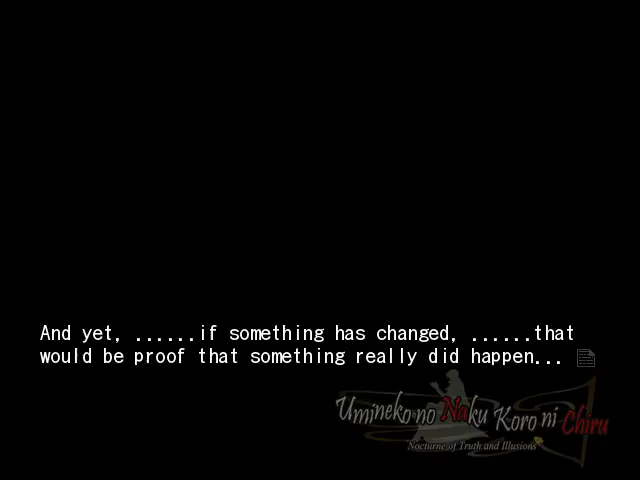 And yet, ......if something has changed, ......that
would be proof that something really did happen...
Umineko no Naku Koro ni Chiru
Nocturne of Truth and Illusions